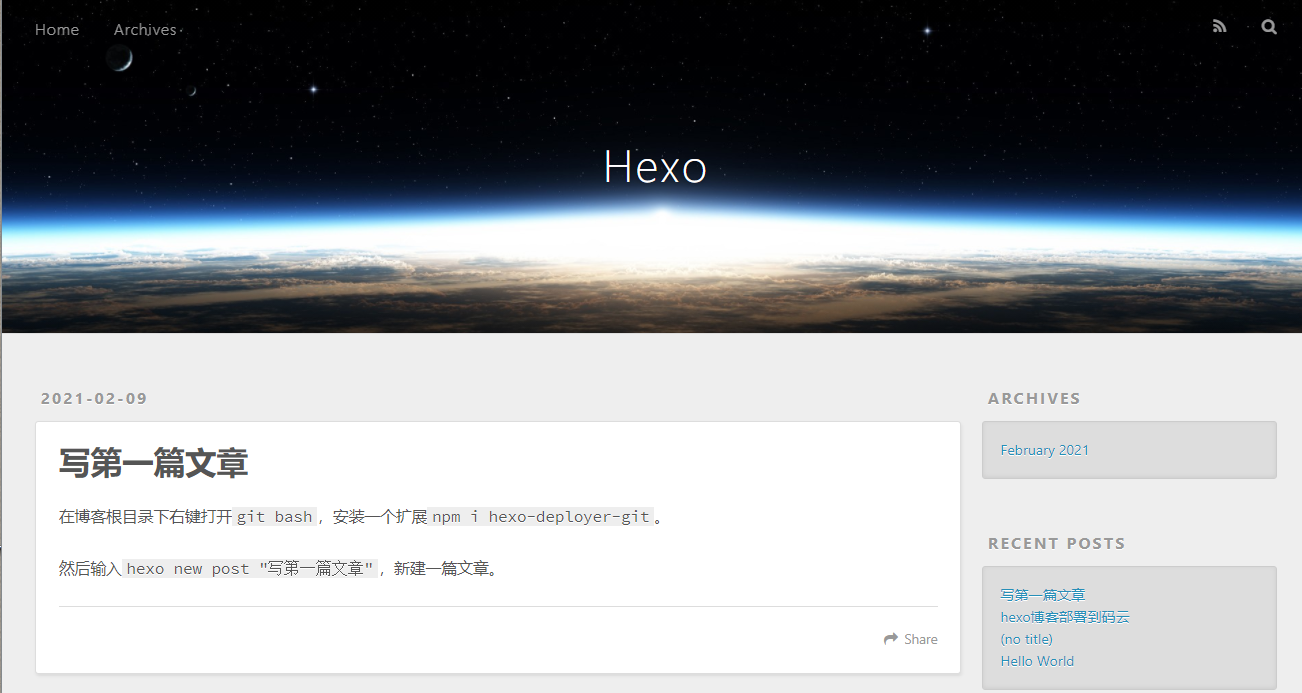 Home Archives
Hexo
2021-02-09
写第一篇文章
在博客根目录下右键打开 git bash，安装一个扩展 npm i hexo-deployer-git。
然后输入 hexo new post "写第一篇文章"，新建一篇文章。
Share
ARCHIVES
February 2021
RECENT POSTS
写第一篇文章
hexo博客部署到码云
(no title)
Hello World